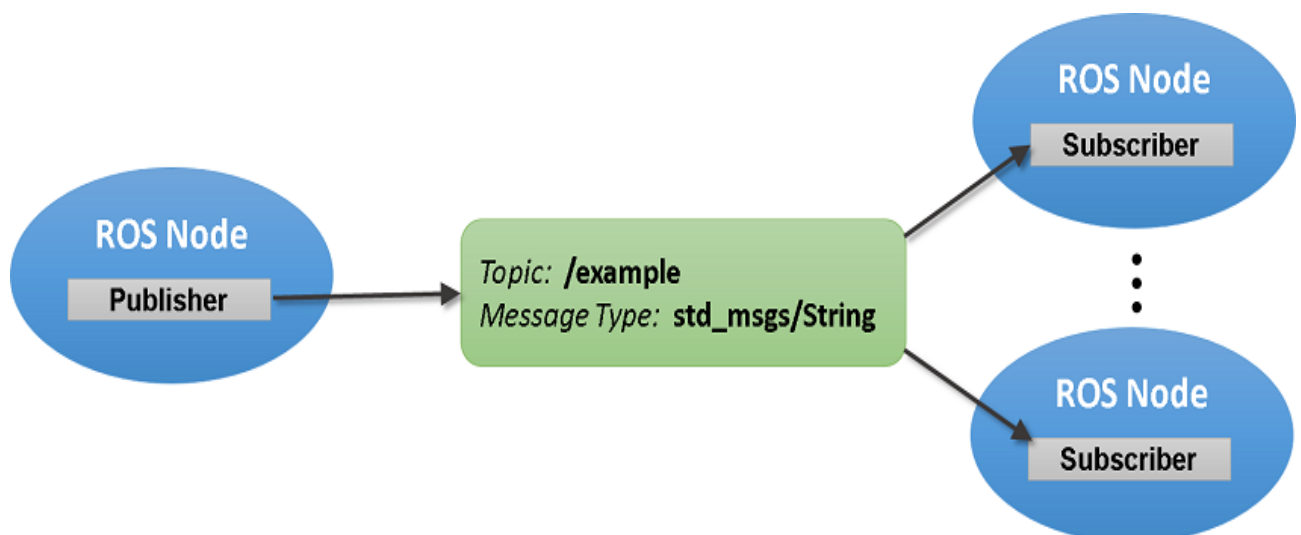 ROS Node
Publisher
Topic: /example
Message Type: std_msgs/String
ROS Node
Subscriber
ROS Node
Subscriber